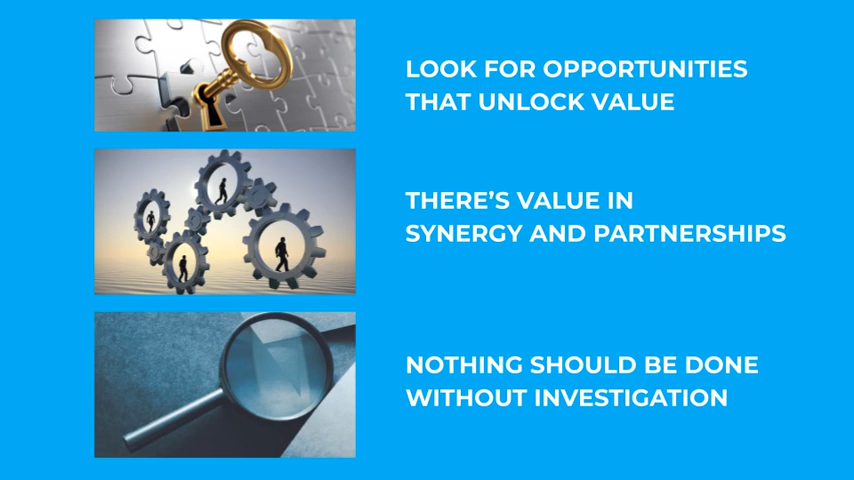 LOOK FOR OPPORTUNITIES
THAT UNLOCK VALUE
THERE’S VALUE IN
SYNERGY AND PARTNERSHIPS
NOTHING SHOULD BE DONE
WITHOUT INVESTIGATION